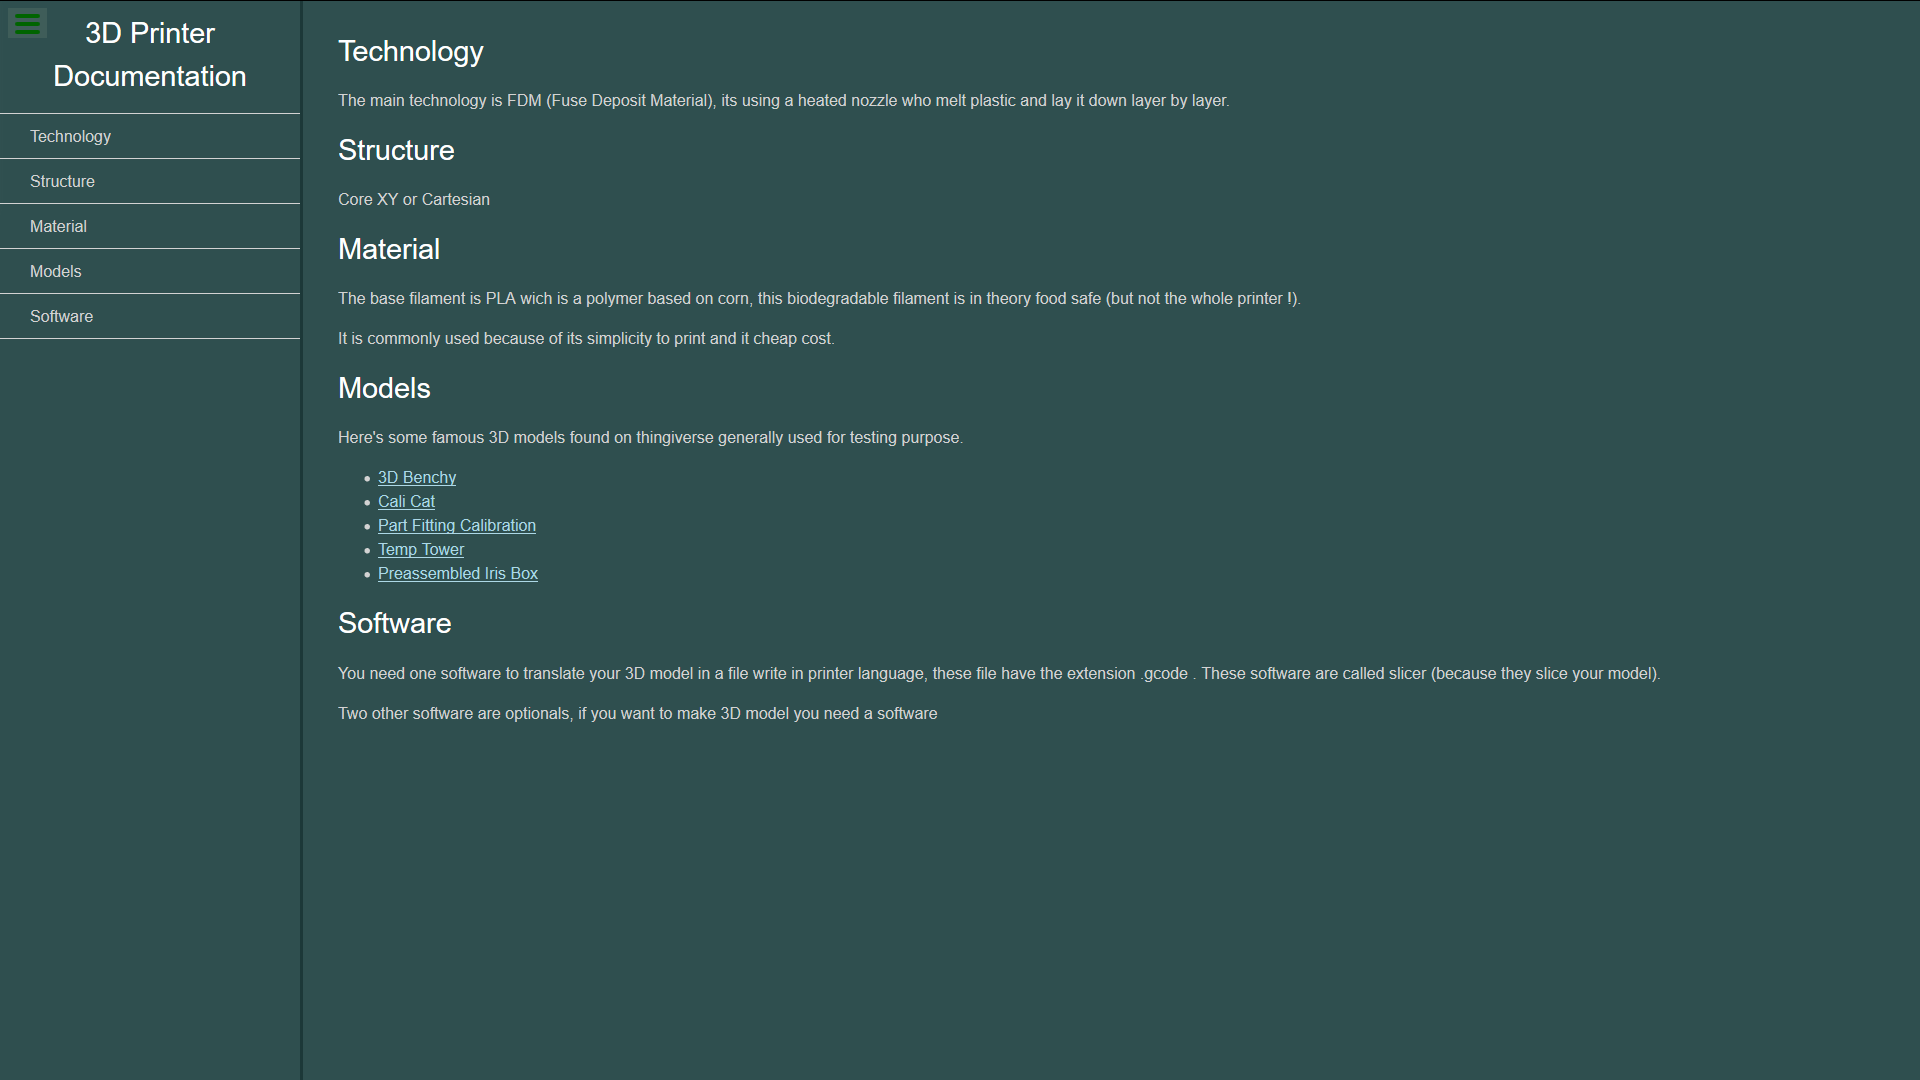 3D Printer
Documentation
Technology
Structure
Material
Models
Software
Technology
The main technology is FDM (Fuse Deposit Material), its using a heated nozzle who melt plastic and lay it down layer by layer.
Structure
Core XY or Cartesian
Material
The base filament is PLA wich is a polymer based on corn, this biodegradable filament is in theory food safe (but not the whole printer !).
It is commonly used because of its simplicity to print and it cheap cost.
Models
Here's some famous 3D models found on thingiverse generally used for testing purpose.
3D Benchy
Cali Cat
Part Fitting Calibration
Temp Tower
Preassembled Iris Box
Software
You need one software to translate your 3D model in a file write in printer language, these file have the extension .gcode . These software are called slicer (because they slice your model).
Two other software are optionals, if you want to make 3D model you need a software